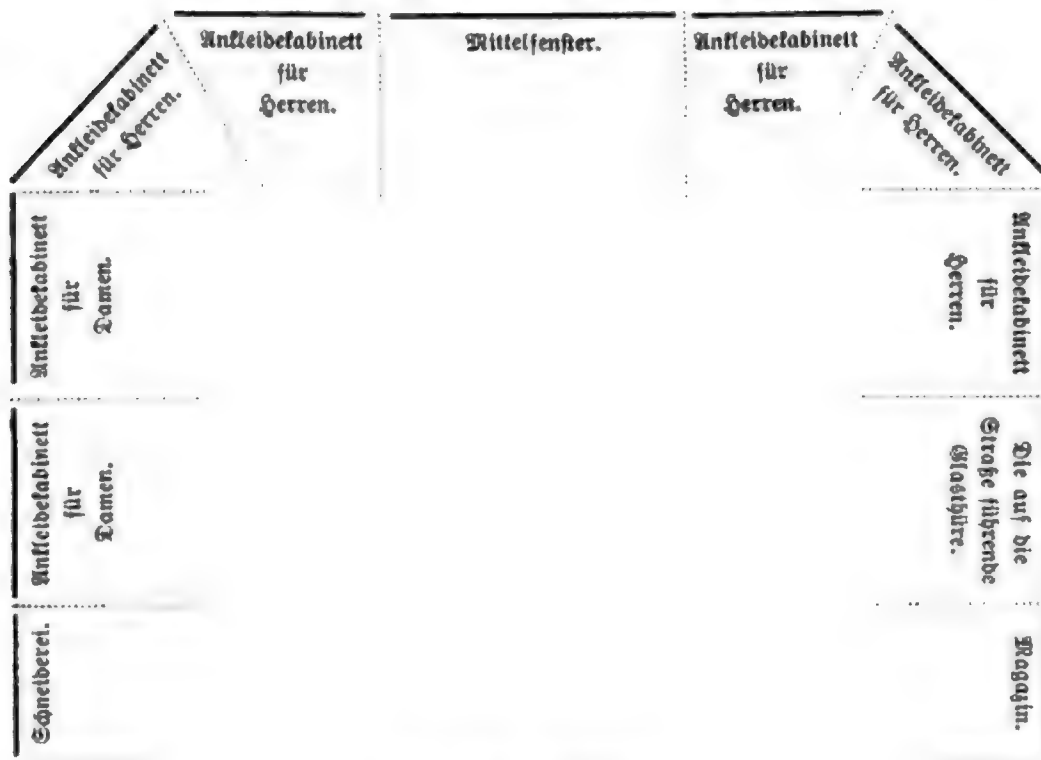 Ankleidekabinett
für
Herren.
Mittelfenster.
Ankleidekabinett
für
Herren.
Ankleidekabinett
für Herren.
Ankleidekabinett
für Herren.
Ankleidekabinett
für
Damen.
Ankleidekabinett
für
Herren.
Ankleidekabinett
für
Damen.
Die auf die
Straße führende
Glasthüre.
Schneiderei.
Magazin.